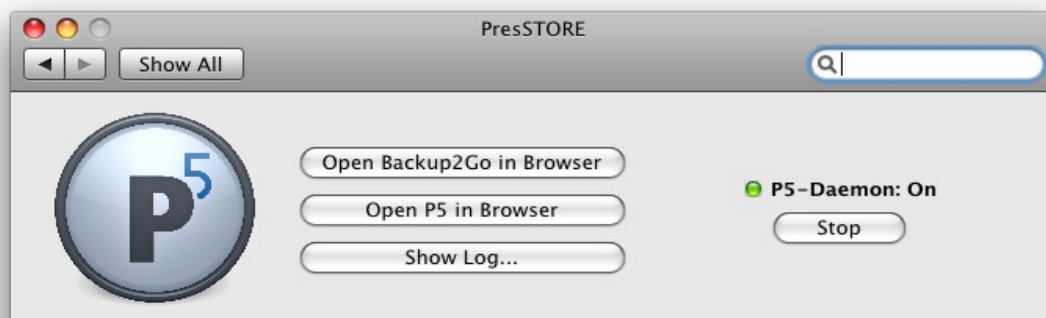 PresSTORE
Show All
P5
Open Backup2Go in Browser
Open P5 in Browser
Show Log...
P5-Daemon: On
Stop